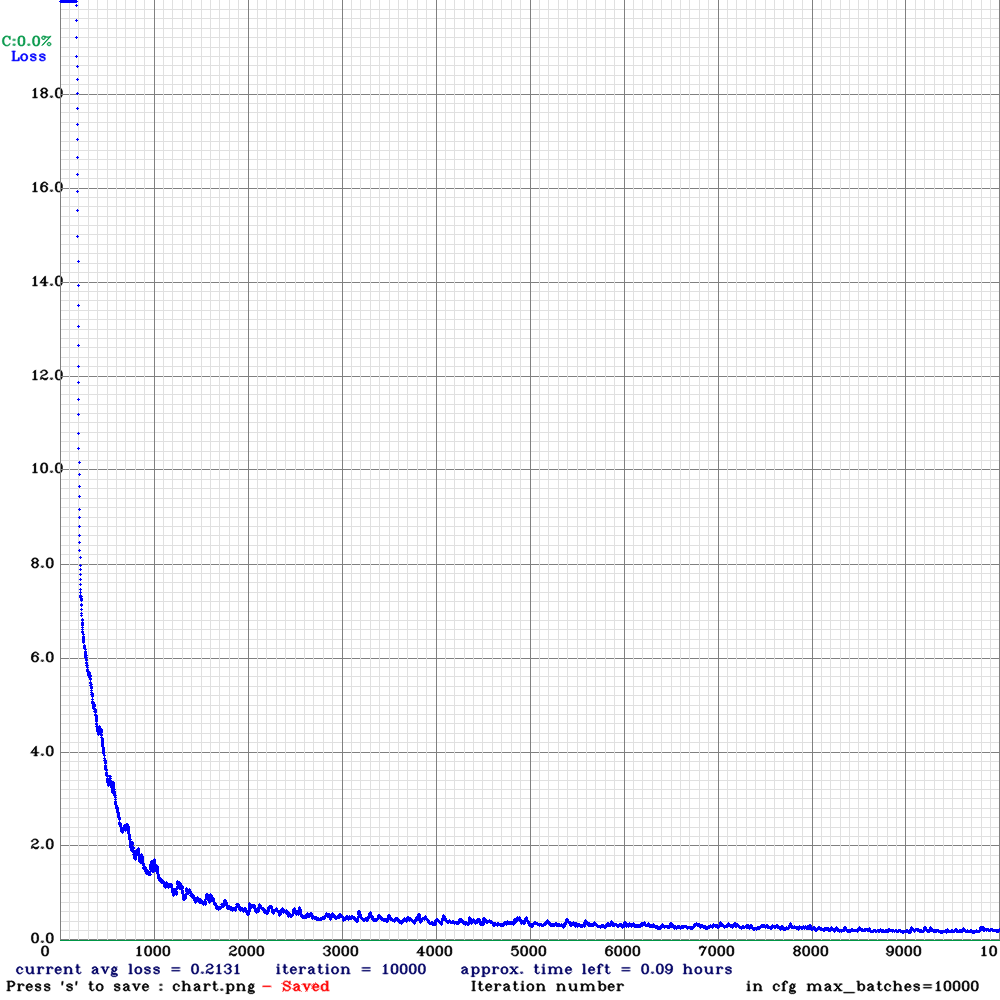 C:0.0%
Loss
18.0
16.0
14.0
12.0
10.0
8.0
6.0
4.0
2.0
0.0
0 1000 2000 3000 4000 5000 6000 7000 8000 9000 10
current avg loss = 0.2131 iteration = 10000 approx. time left = 0.09 hours
Press 's' to save : chart.png - Saved Iteration number in cfg max_batches=10000